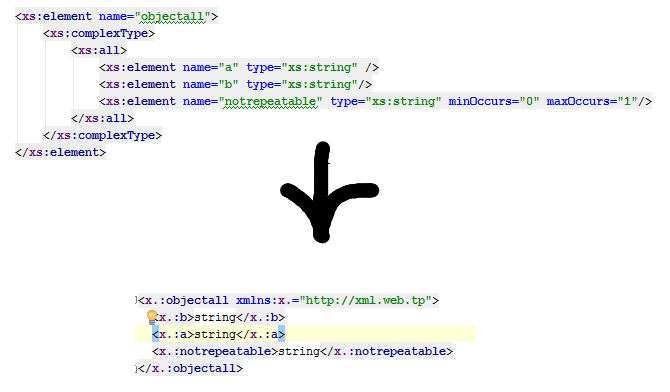 <xs:element name="objectall">
<xs:complexType>
<xs:all>
<xs:element name="a" type="xs:string" />
<xs:element name="b" type="xs:string"/>
<xs:element name="notrepeatable" type="xs:string" minOccurs="0" maxOccurs="1"/>
</xs:all>
</xs:complexType>
</xs:element>
<x.:objectall xmlns:x.="http://xml.web.tp">
<x.:b>string</x.:b>
<x.:a>string</x.:a>
<x.:notrepeatable>string</x.:notrepeatable>
</x.:objectall>